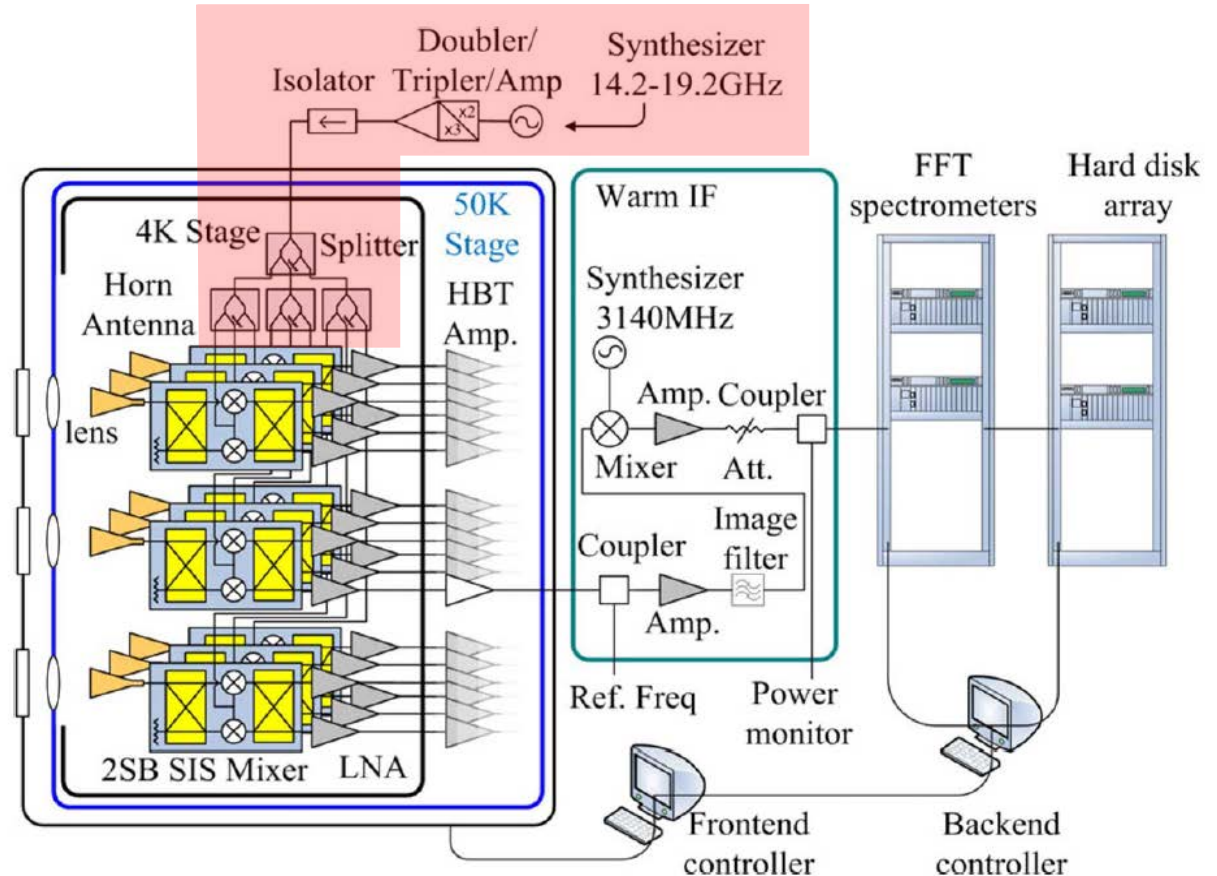 Doubler/
Tripler/Amp
Synthesizer
14.2-19.2GHz
Isolator
x2
x3
4K Stage
Splitter
50K
Stage
Horn
Antenna
HBT
Amp.
lens
2SB SIS Mixer
LNA
Warm IF
Synthesizer
3140MHz
Amp.
Coupler
Mixer
Att.
Coupler
Image
filter
Amp.
Ref. Freq
Power
monitor
FFT
spectrometers
Hard disk
array
Frontend
controller
Backend
controller